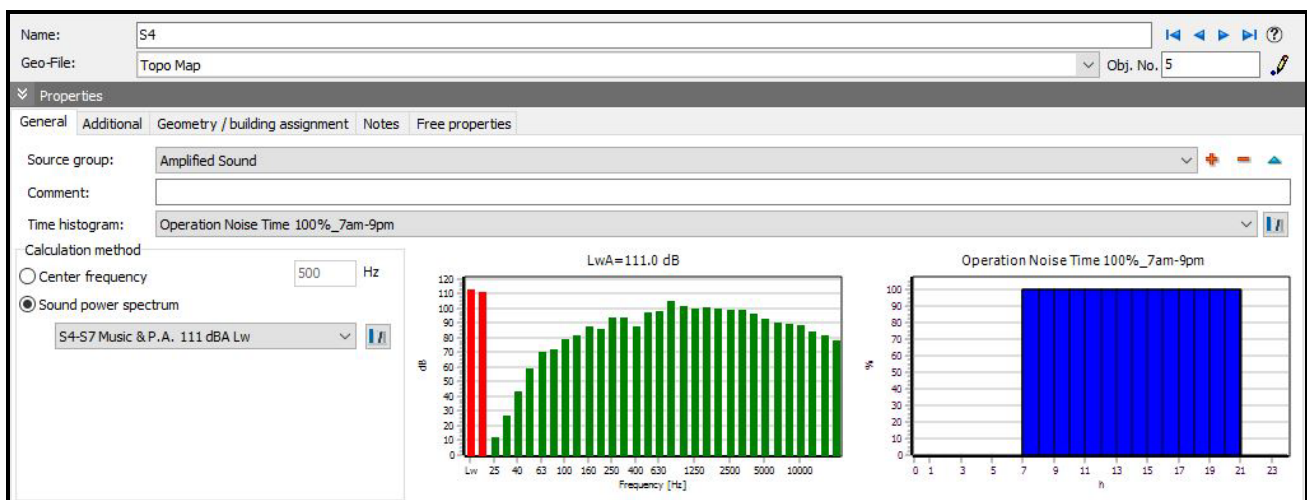 Name: S4
Geo-File: Topo Map Obj. No. 5
Properties
General Additional Geometry / building assignment Notes Free properties
Source group: Amplified Sound
Comment:
Time histogram: Operation Noise Time 100%_7am-9pm
Calculation method
Center frequency 500 Hz
Sound power spectrum
S4-S7 Music & P.A. 111 dBA Lw
LwA=111.0 dB
120
110
100
90
80
70
60
50
40
30
20
10
0
dB
Lw 25 40 63 100 160 250 400 630 1250 2500 5000 10000
Frequency [Hz]
Operation Noise Time 100%_7am-9pm
100
90
80
70
60
50
40
30
20
10
%
0 1 3 5 7 9 11 13 15 17 19 21 23
h